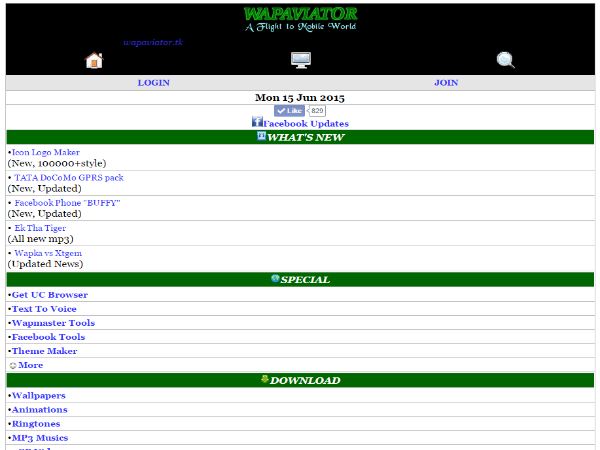 WAPAVIATOR
A Flight to Mobile World
wapaviator.tk
LOGIN JOIN
Mon 15 Jun 2015
Like 829
Facebook Updates
WHAT'S NEW
•Icon Logo Maker
(New, 100000+style)
• TATA DoCoMo GPRS pack
(New, Updated)
• Facebook Phone "BUFFY"
(New, Updated)
• Ek Tha Tiger
(All new mp3)
• Wapka vs Xtgem
(Updated News)
SPECIAL
•Get UC Browser
•Text To Voice
•Wapmaster Tools
•Facebook Tools
•Theme Maker
More
DOWNLOAD
•Wallpapers
•Animations
•Ringtones
•MP3 Musics